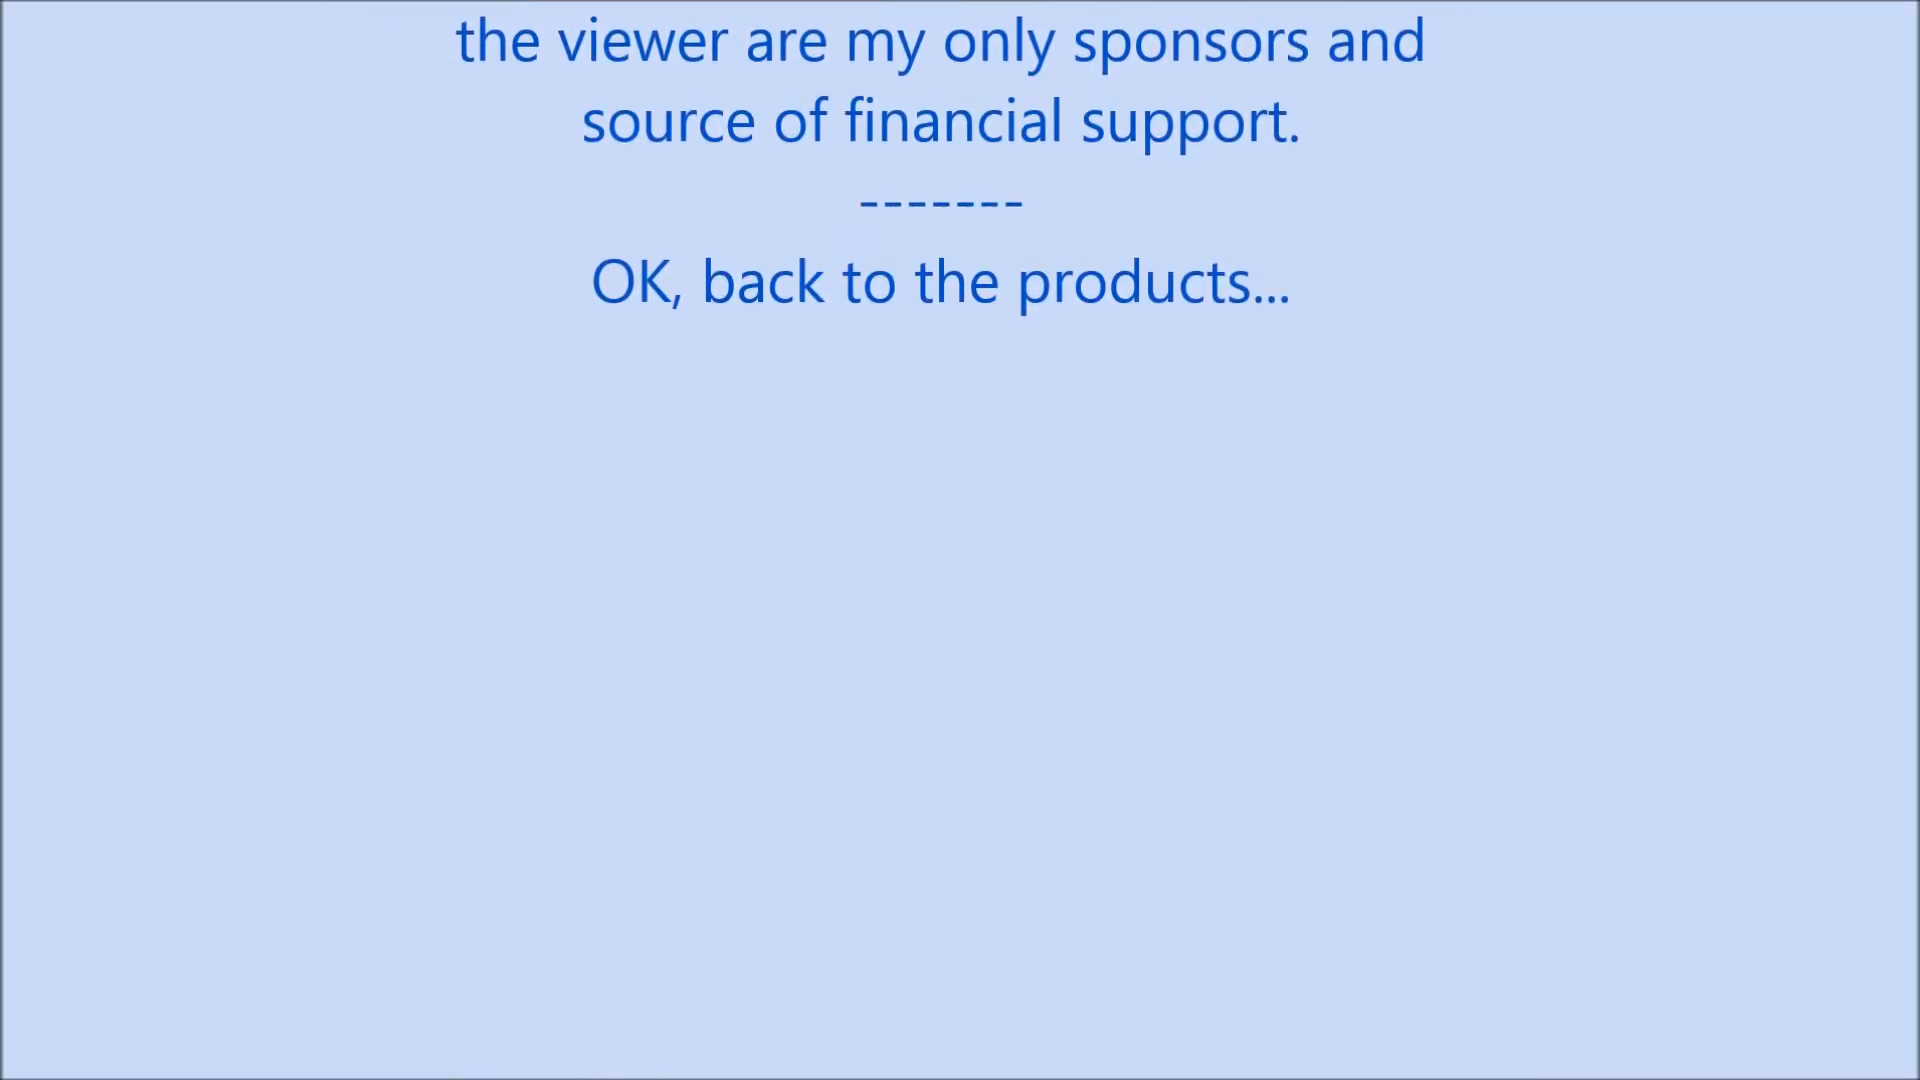 the viewer are my only sponsors and
source of financial support.
-------
OK, back to the products...